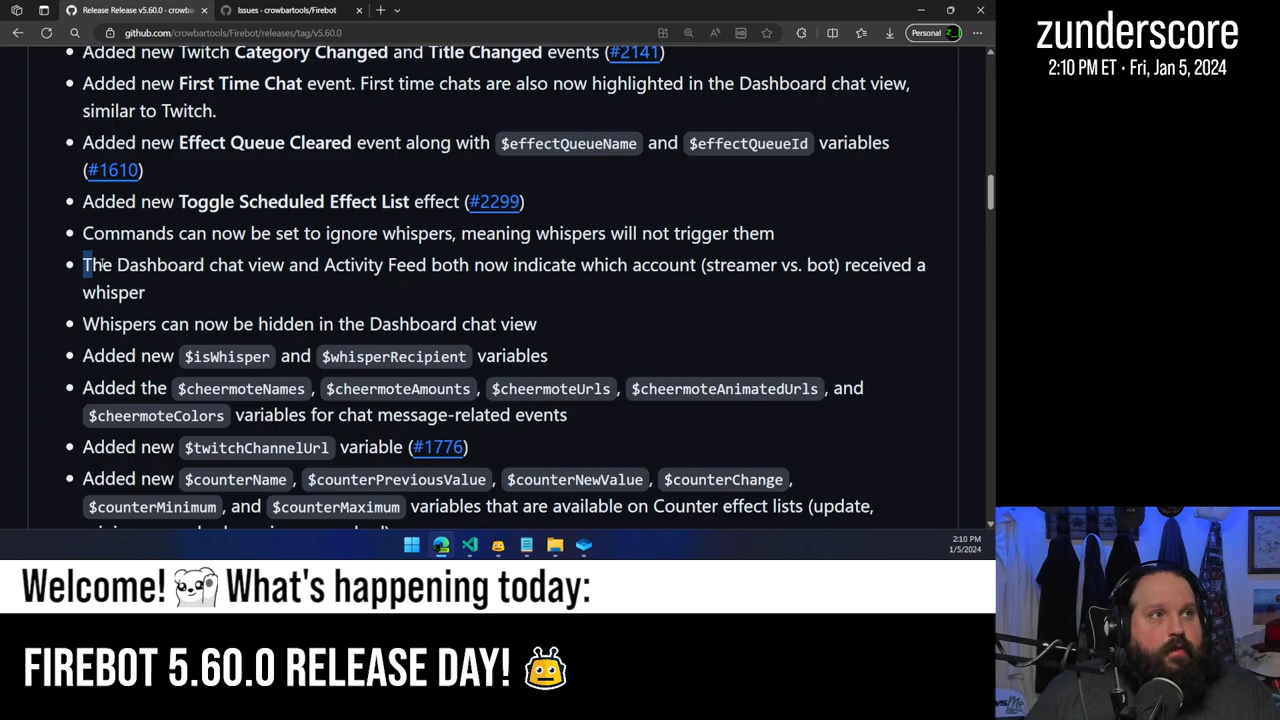 Release Release v5.60.0 · crowba
Issues · crowbartools/Firebot
github.com/crowbartools/Firebot/releases/tag/v5.60.0
Personal
Added new Twitch Category Changed and Title Changed events (#2141)
Added new First Time Chat event. First time chats are also now highlighted in the Dashboard chat view,
similar to Twitch.
Added new Effect Queue Cleared event along with $effectQueueName and $effectQueueId variables
(#1610)
Added new Toggle Scheduled Effect List effect (#2299)
Commands can now be set to ignore whispers, meaning whispers will not trigger them
The Dashboard chat view and Activity Feed both now indicate which account (streamer vs. bot) received a
whisper
Whispers can now be hidden in the Dashboard chat view
Added new $isWhisper and $whisperRecipient variables
Added the $cheermoteNames, $cheermoteAmounts, $cheermoteUrls, $cheermoteAnimatedUrls, and
$cheermoteColors variables for chat message-related events
Added new $twitchChannelUrl variable (#1776)
Added new $counterName, $counterPreviousValue, $counterNewValue, $counterChange,
$counterMinimum, and $counterMaximum variables that are available on Counter effect lists (update,
2:10 PM
1/5/2024
zunderscore
2:10 PM ET • Fri, Jan 5, 2024
Welcome! What's happening today:
FIREBOT 5.60.0 RELEASE DAY!